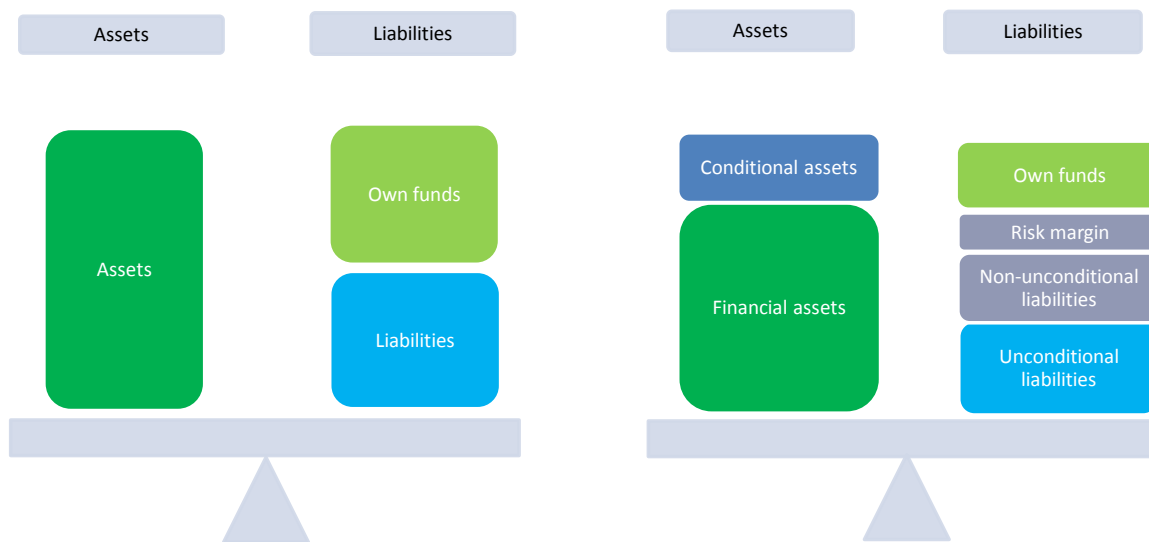 Assets
Liabilities
Assets
Own funds
Liabilities
Assets
Liabilities
Conditional assets
Financial assets
Own funds
Risk margin
Non-unconditional
liabilities
Unconditional
liabilities